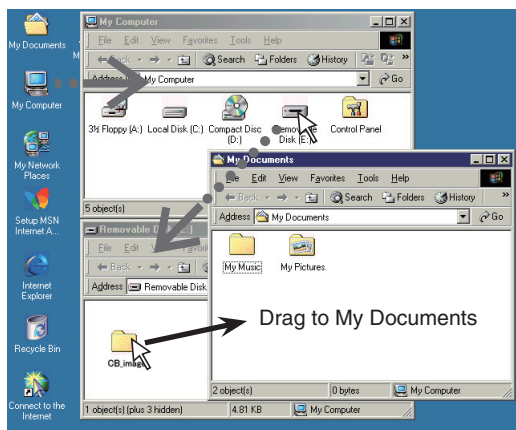 My Documents
My Computer
My Network
Places
Setup MSN
Internet A...
Internet
Explorer
Recycle Bin
Connect to the
Internet
My Computer
File Edit View Favorites Tools Help
Back Search Folders History
Address My Computer Go
3½ Floppy (A:) Local Disk (C:) Compact Disc
(D:) Removable
Disk (E:) Control Panel
5 object(s)
Removable Disk (E:)
File Edit
Back
Address Removable Disk
CB_image
1 object(s) (plus 3 hidden) 4.81 KB My Computer
My Documents
File Edit View Favorites Tools Help
Back Search Folders History
Address My Documents Go
My Music My Pictures
Drag to My Documents
2 object(s) 0 bytes My Computer